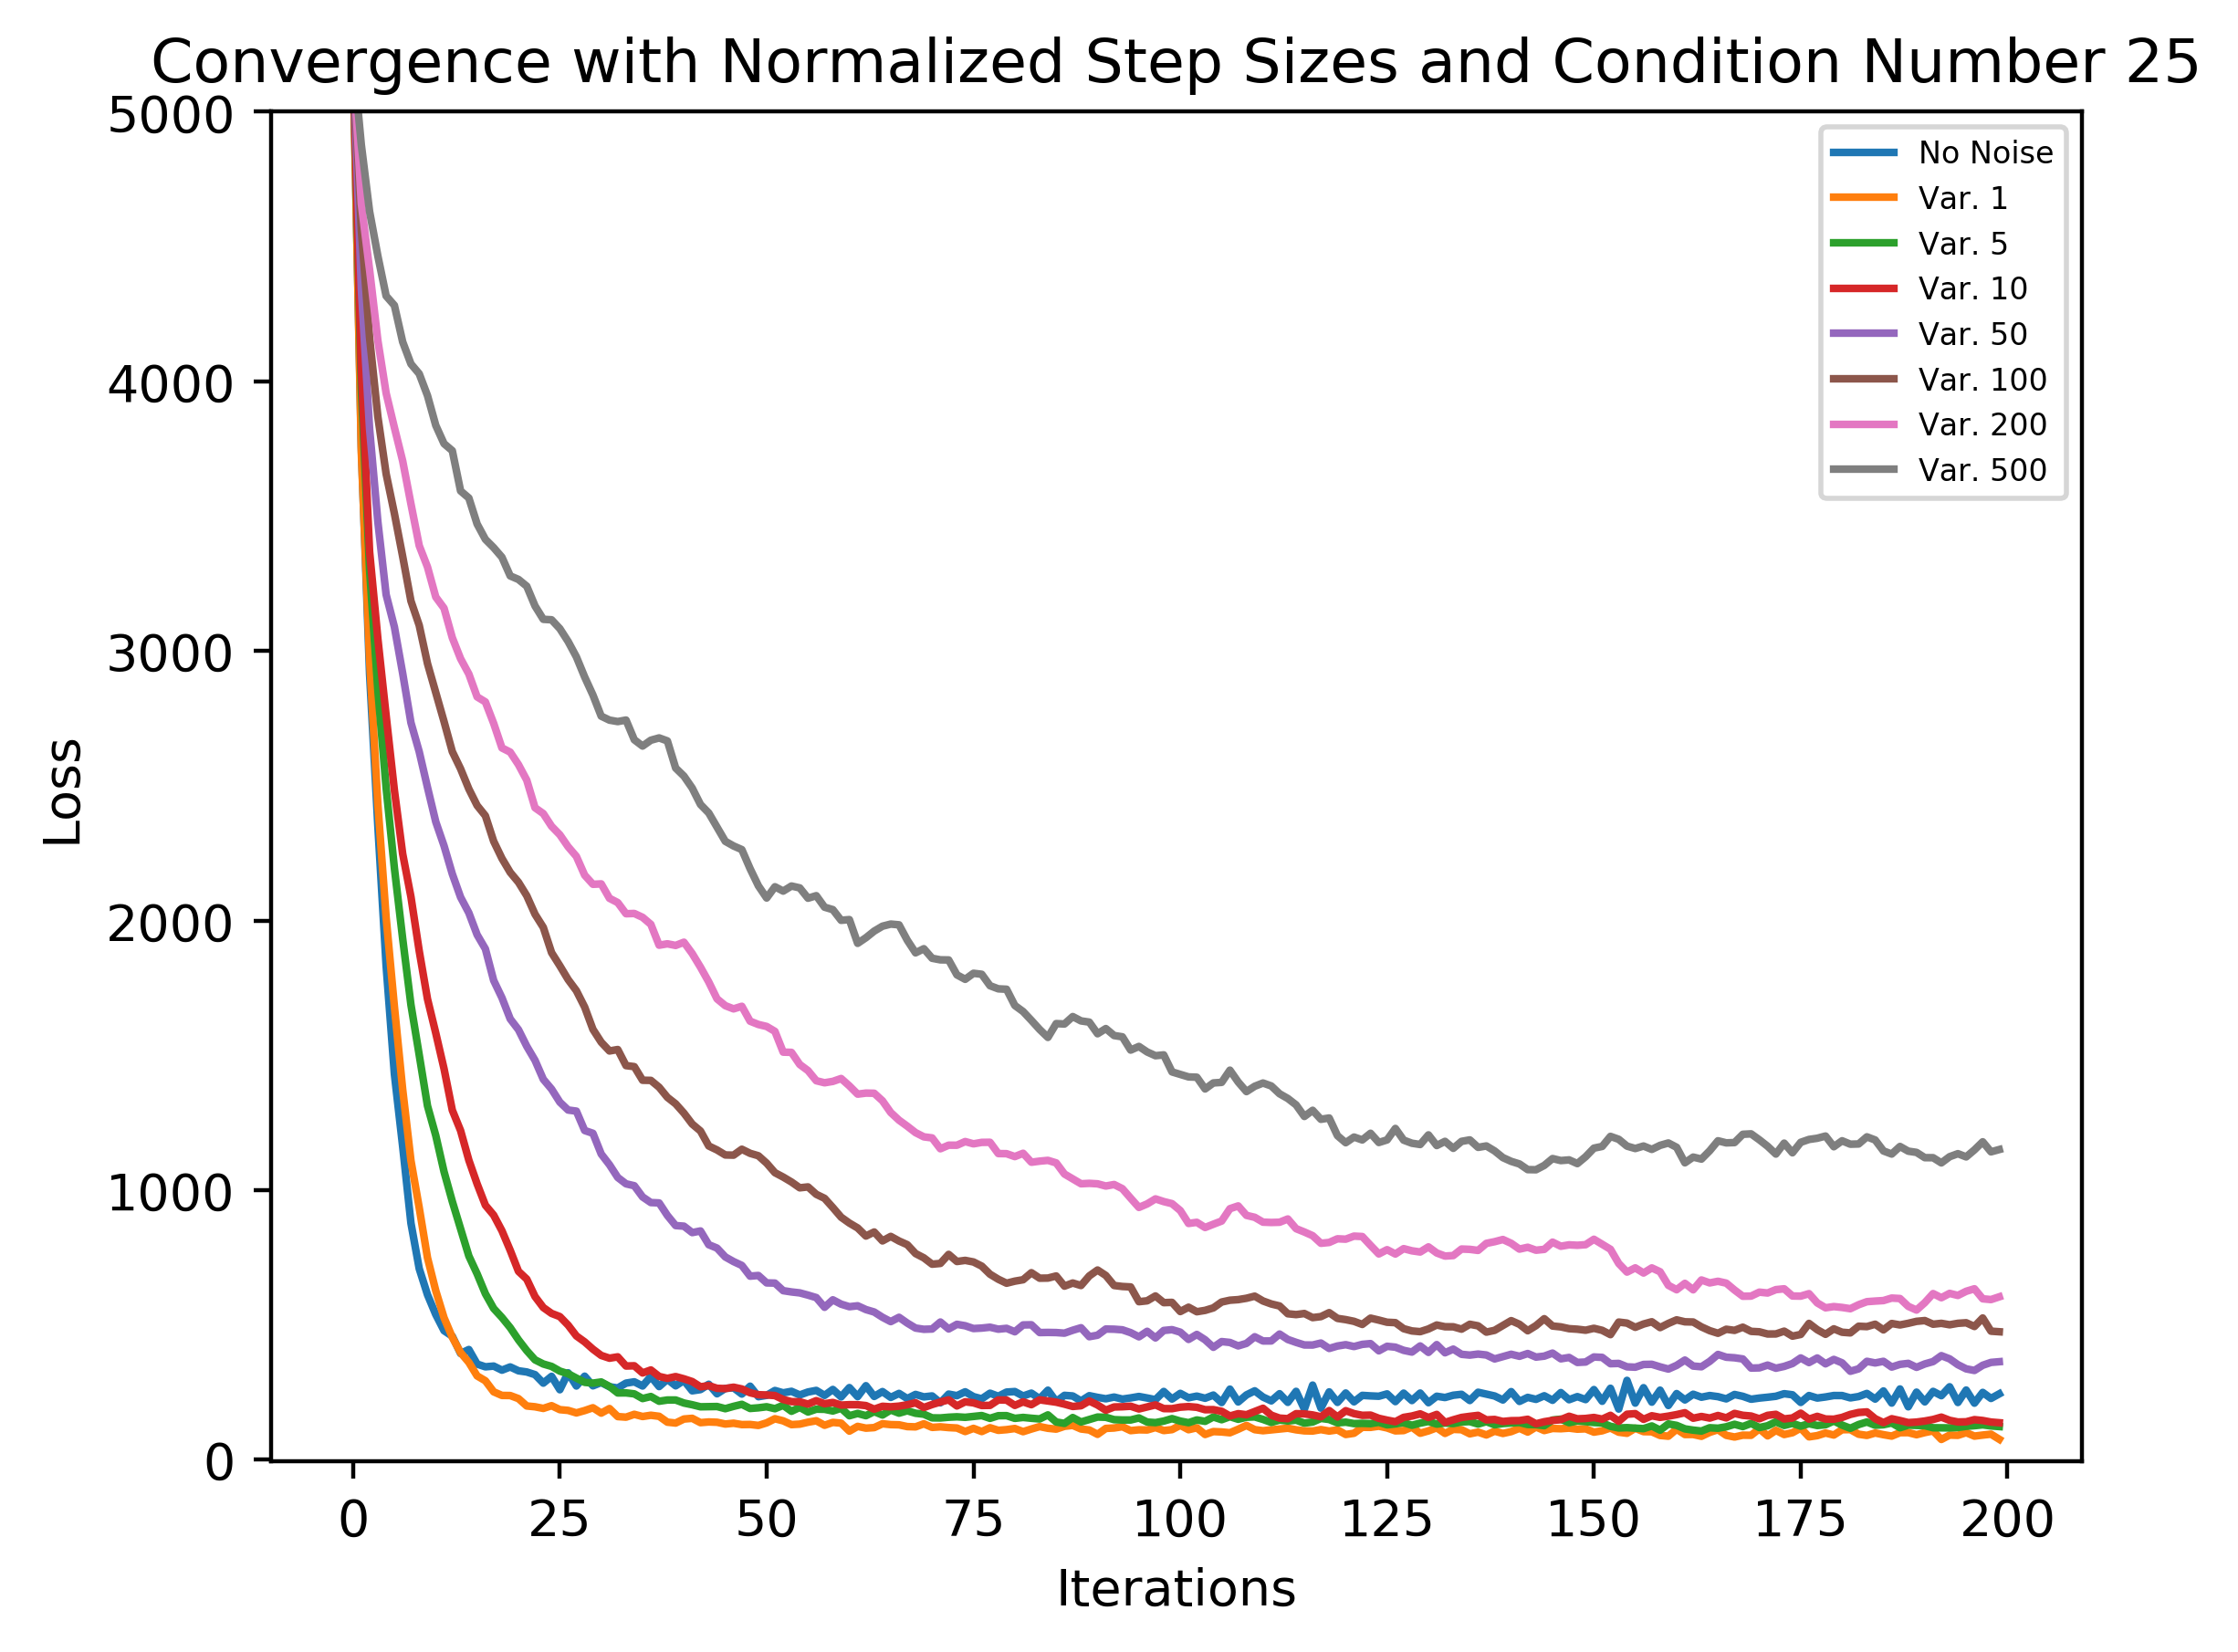 Convergence with Normalized Step Sizes and Condition Number 25
5000
4000
3000
2000
1000
0
Loss
No Noise
Var. 1
Var. 5
Var. 10
Var. 50
Var. 100
Var. 200
Var. 500
0 25 50 75 100 125 150 175 200
Iterations